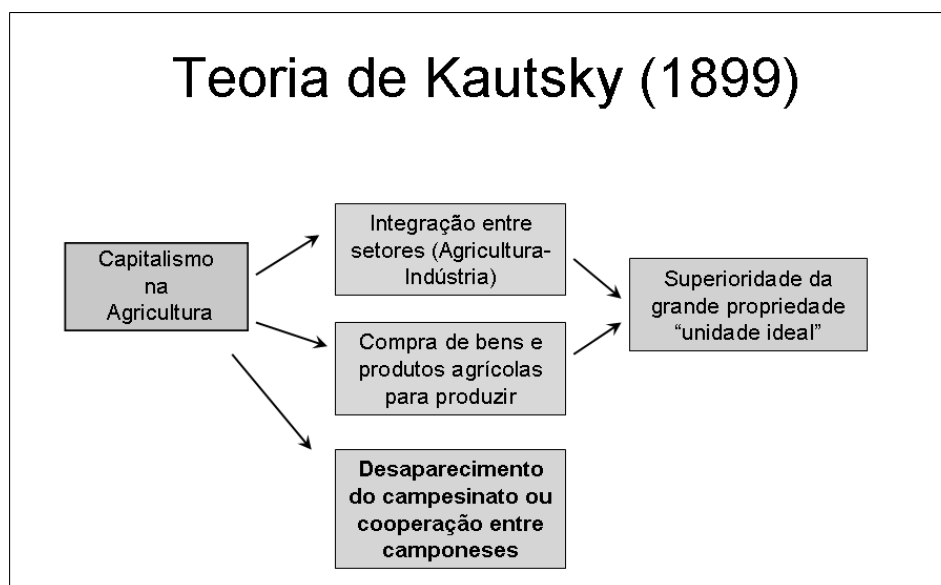 Teoria de Kautsky (1899)
Capitalismo
na
Agricultura
Integração entre
setores (Agricultura-
Indústria)
Compra de bens e
produtos agrícolas
para produzir
Desaparecimento
do campesinato ou
cooperação entre
camponeses
Superioridade da
grande propriedade
“unidade ideal”